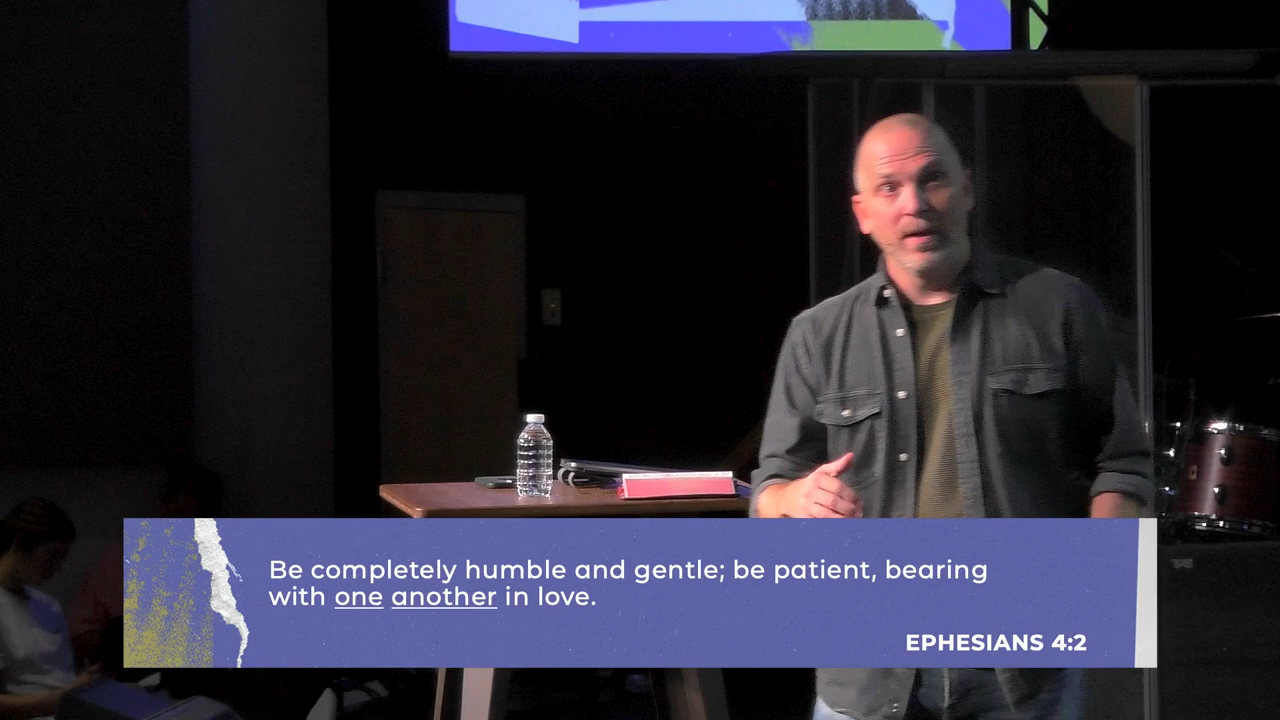 Be completely humble and gentle; be patient, bearing
with one another in love.
EPHESIANS 4:2